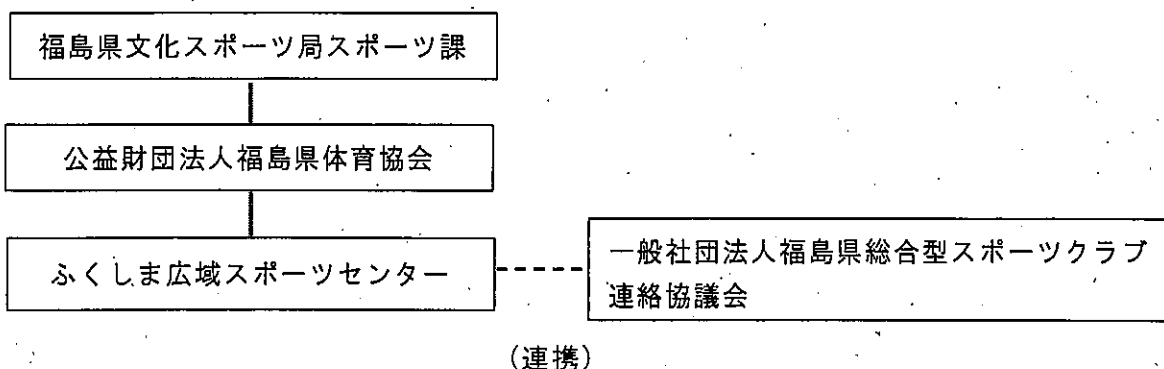 福島県文化スポーツ局スポーツ課
公益財団法人福島県体育協会
ふくしま広域スポーツセンター
一般社団法人福島県総合型スポーツクラブ
連絡協議会
(連携)